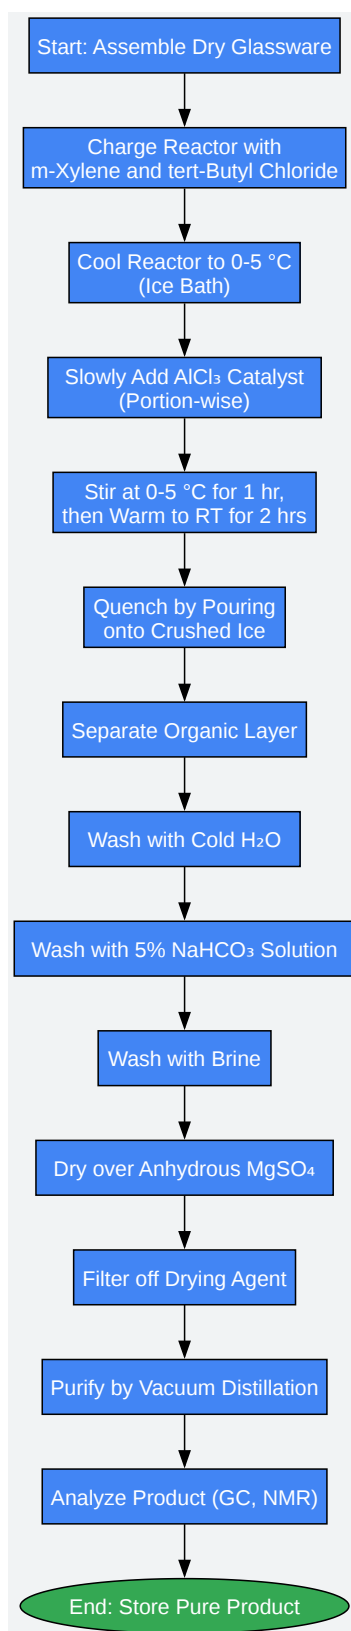 Start: Assemble Dry Glassware
Charge Reactor with
m-Xylene and tert-Butyl Chloride
Cool Reactor to 0-5 °C
(Ice Bath)
Slowly Add AlCl₃ Catalyst
(Portion-wise)
Stir at 0-5 °C for 1 hr,
then Warm to RT for 2 hrs
Quench by Pouring
onto Crushed Ice
Separate Organic Layer
Wash with Cold H₂O
Wash with 5% NaHCO₃ Solution
Wash with Brine
Dry over Anhydrous MgSO₄
Filter off Drying Agent
Purify by Vacuum Distillation
Analyze Product (GC, NMR)
End: Store Pure Product